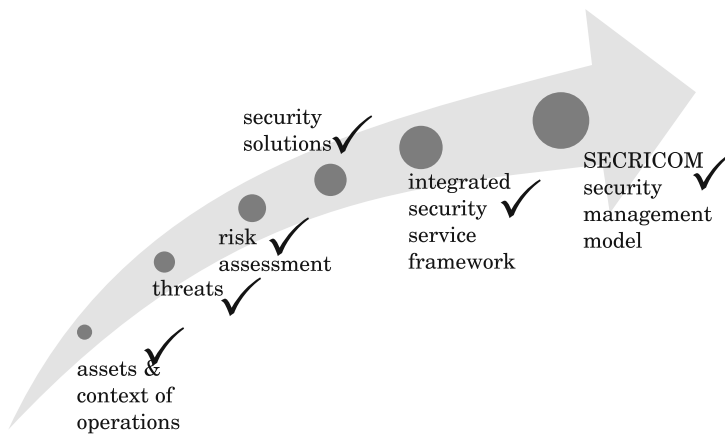 security
solutions
SECRICOM
security
management
model
integrated
security
service
framework
risk
assessment
threats
assets &
context of
operations